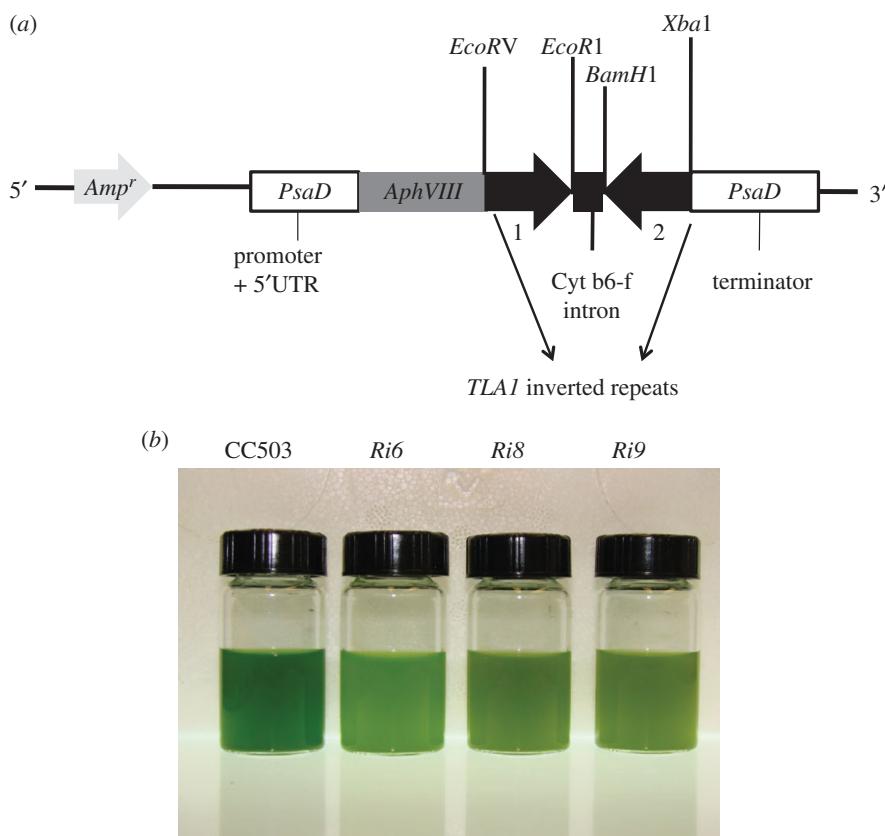 (a)
EcoRV
EcoR1
BamH1
Xba1
5′
Ampʳ
PsaD
AphVIII
PsaD
3′
1
2
promoter
+ 5′UTR
Cyt b6-f
intron
terminator
TLA1 inverted repeats
(b)
CC503
Ri6
Ri8
Ri9